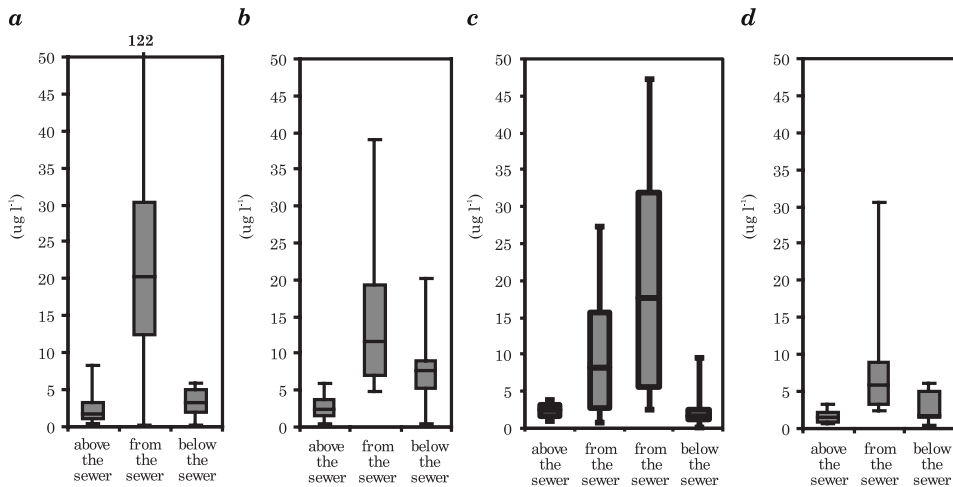 a
122
50
45
40
35
30
25
20
15
10
5
0
(ug l⁻¹)
above the sewer
from the sewer
below the sewer
b
50
45
40
35
30
25
20
15
10
5
0
(ug l⁻¹)
above the sewer
from the sewer
below the sewer
c
50
45
40
35
30
25
20
15
10
5
0
(ug l⁻¹)
above the sewer
from the sewer
from the sewer
below the sewer
d
50
45
40
35
30
25
20
15
10
5
0
(ug l⁻¹)
above the sewer
from the sewer
below the sewer